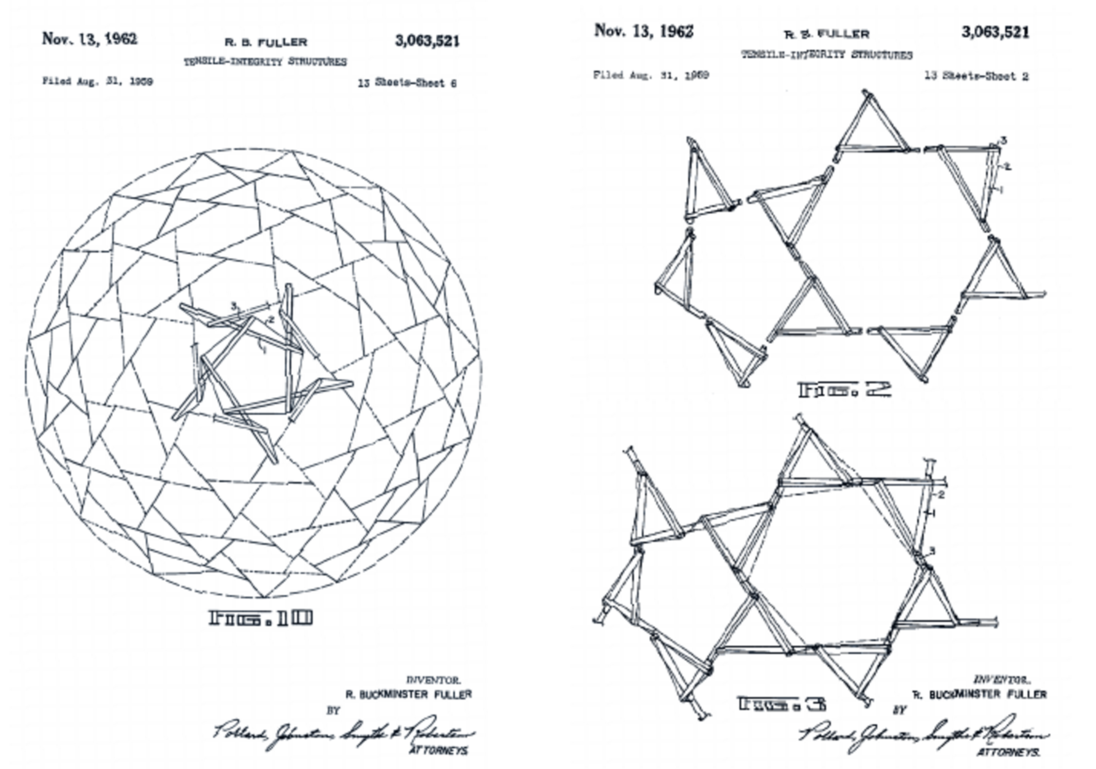 Nov. 13, 1962
R. B. FULLER
3,063,521
TENSILE-INTEGRITY STRUCTURES
Filed Aug. 31, 1959
13 Sheets-Sheet 6
3
2
1
FIG.10
INVENTOR.
R. BUCKMINSTER FULLER
BY
Pollard, Johnston, Smythe & Robertson
ATTORNEYS
Nov. 13, 1962
R. B. FULLER
3,063,521
TENSILE-INTEGRITY STRUCTURES
Filed Aug. 31, 1959
13 Sheets-Sheet 2
3
2
1
FIG. 2
2
1
3
FIG. 3
INVENTOR.
R. BUCKMINSTER FULLER
BY
Pollard, Johnston, Smythe & Robertson
ATTORNEYS.